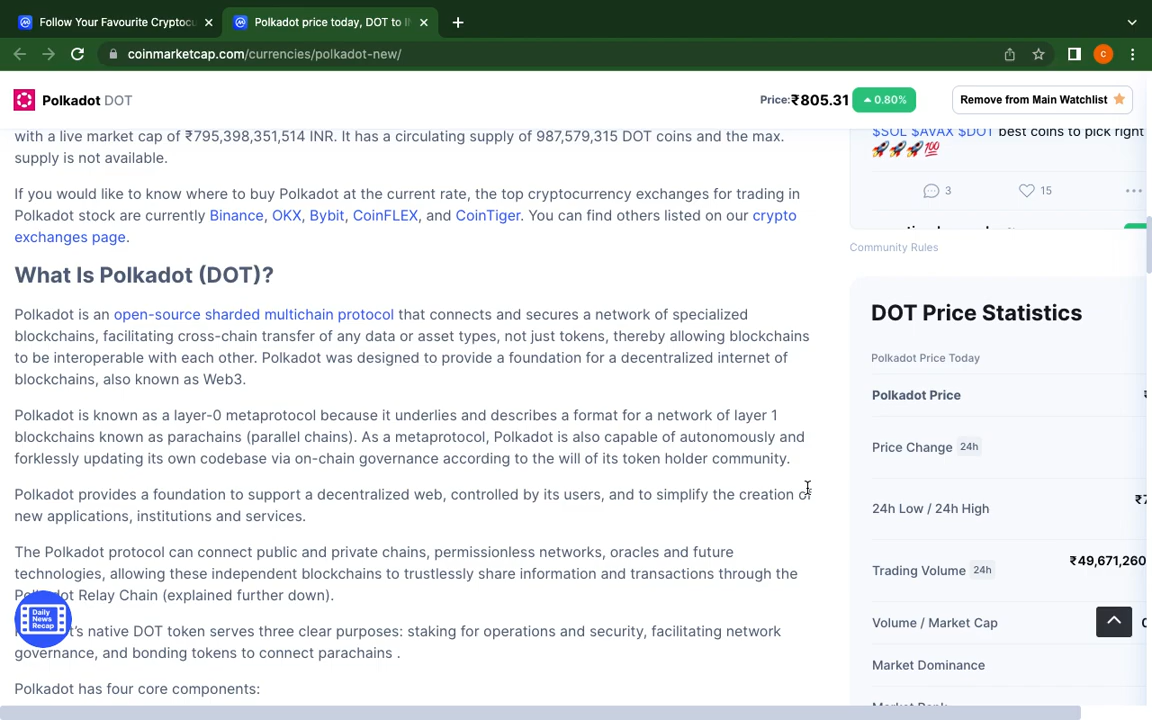 Follow Your Favourite Cryptocu
Polkadot price today, DOT to I
coinmarketcap.com/currencies/polkadot-new/
C
Polkadot DOT
Price:₹805.31
0.80%
Remove from Main Watchlist
with a live market cap of ₹795,398,351,514 INR. It has a circulating supply of 987,579,315 DOT coins and the max.
supply is not available.
If you would like to know where to buy Polkadot at the current rate, the top cryptocurrency exchanges for trading in
Polkadot stock are currently Binance, OKX, Bybit, CoinFLEX, and CoinTiger. You can find others listed on our crypto
exchanges page.
What Is Polkadot (DOT)?
Polkadot is an open-source sharded multichain protocol that connects and secures a network of specialized
blockchains, facilitating cross-chain transfer of any data or asset types, not just tokens, thereby allowing blockchains
to be interoperable with each other. Polkadot was designed to provide a foundation for a decentralized internet of
blockchains, also known as Web3.
Polkadot is known as a layer-0 metaprotocol because it underlies and describes a format for a network of layer 1
blockchains known as parachains (parallel chains). As a metaprotocol, Polkadot is also capable of autonomously and
forklessly updating its own codebase via on-chain governance according to the will of its token holder community.
Polkadot provides a foundation to support a decentralized web, controlled by its users, and to simplify the creation of
new applications, institutions and services.
The Polkadot protocol can connect public and private chains, permissionless networks, oracles and future
technologies, allowing these independent blockchains to trustlessly share information and transactions through the
Polkadot Relay Chain (explained further down).
's native DOT token serves three clear purposes: staking for operations and security, facilitating network
governance, and bonding tokens to connect parachains .
Polkadot has four core components:
Daily
News
Recap
$SOL $AVAX $DOT best coins to pick right
🚀🚀🚀💯
3
15
Community Rules
DOT Price Statistics
Polkadot Price Today
Polkadot Price
Price Change 24h
24h Low / 24h High
₹7
Trading Volume 24h
₹49,671,260
Volume / Market Cap
Market Dominance